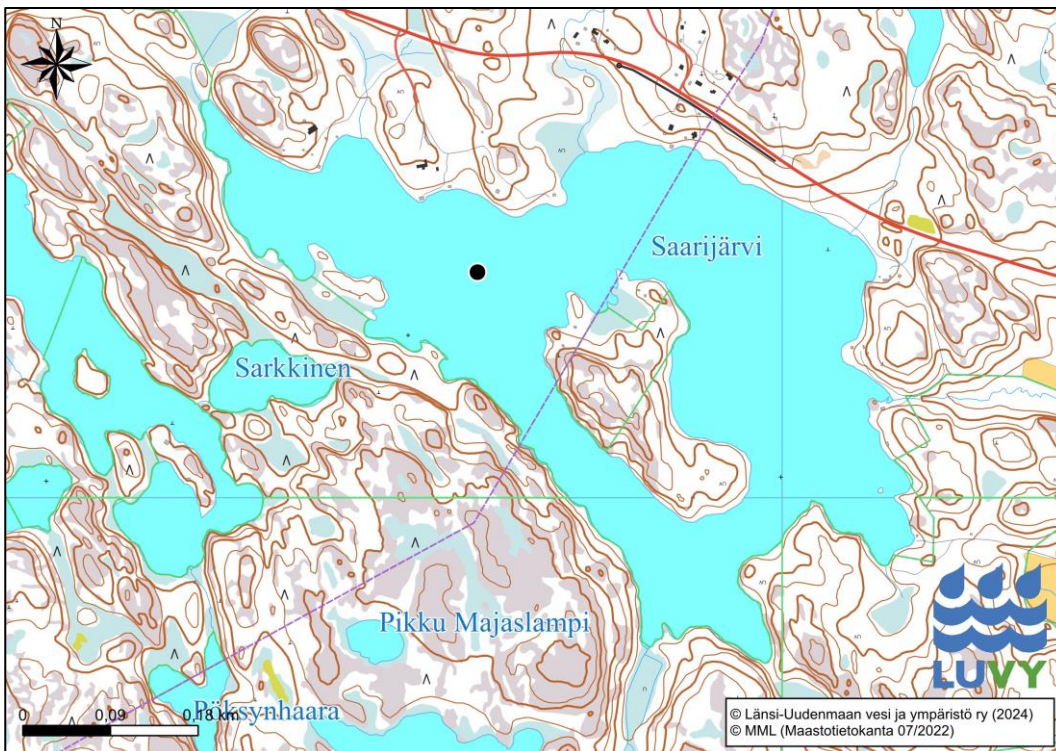 N
Saarijärvi
Sarkkinen
Pikku Majaslampi
Pöksynhaara
0 0,09 0,18 km
LUVY
© Länsi-Uudenmaan vesi ja ympäristö ry (2024)
© MML (Maastotietokanta 07/2022)